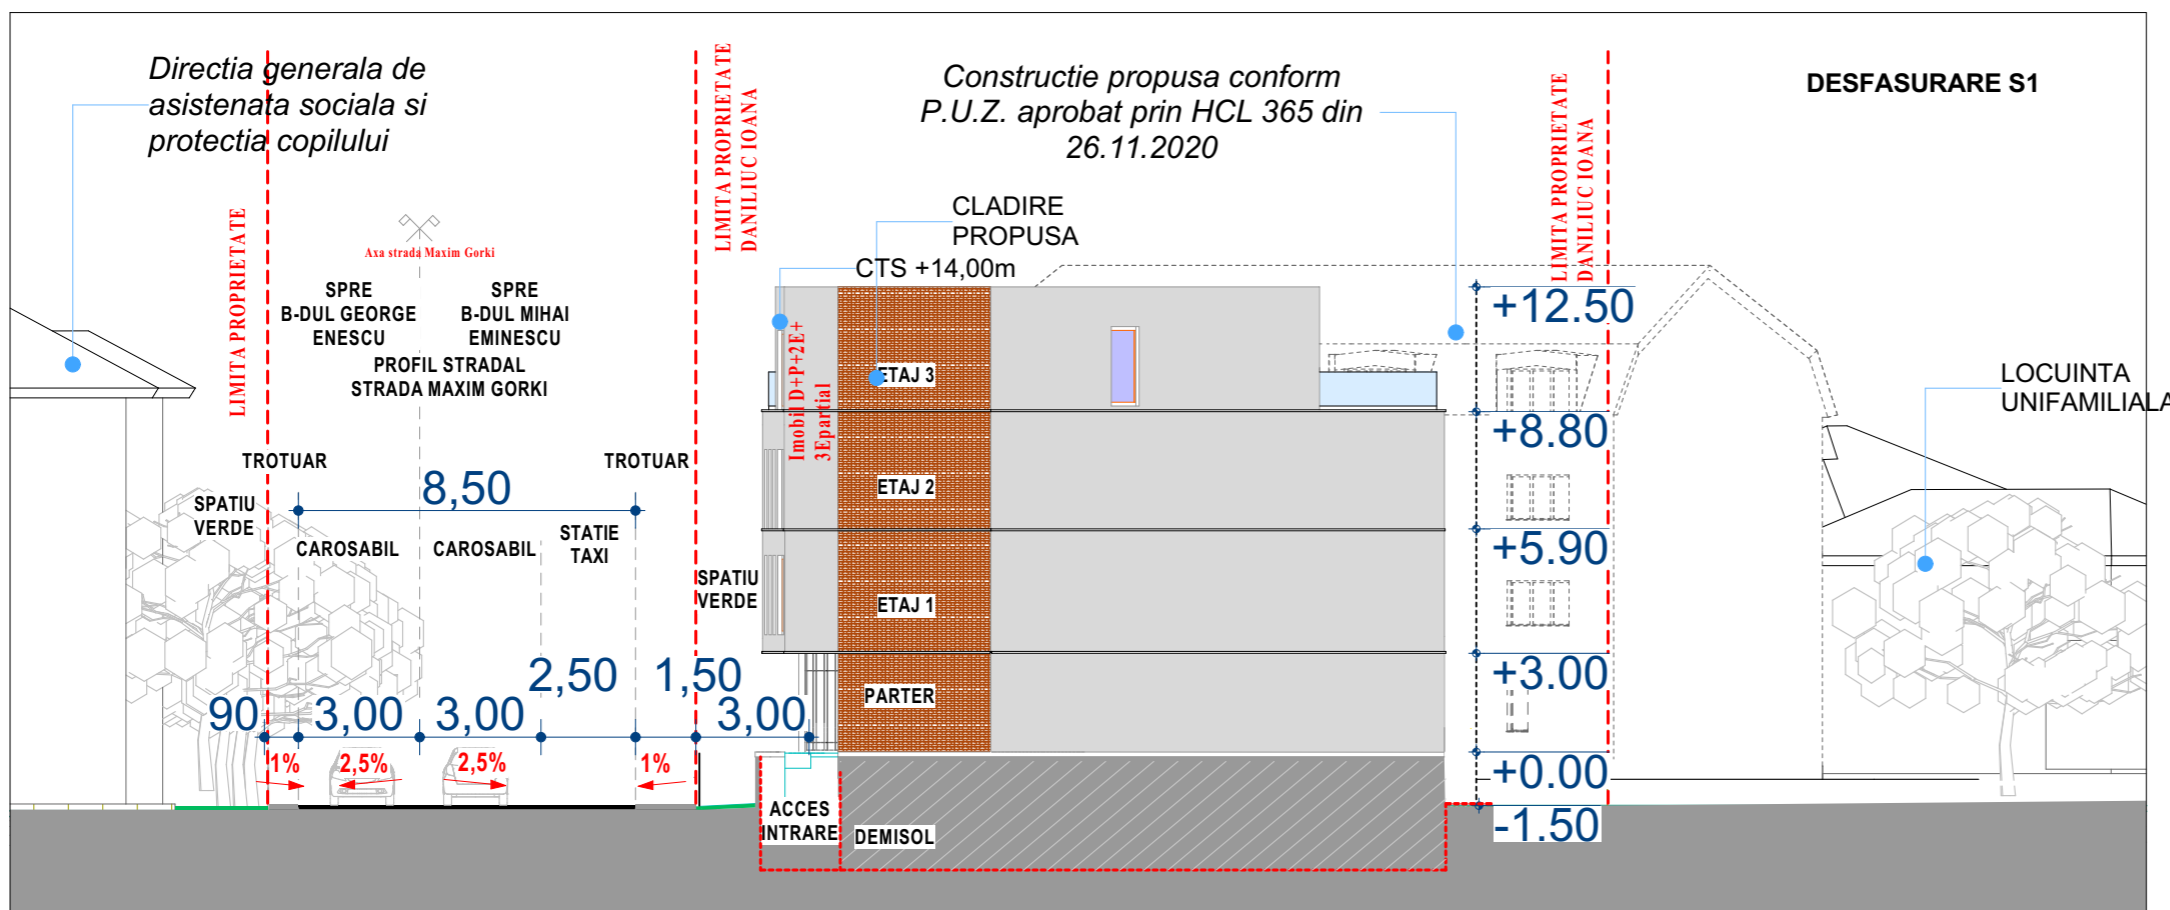 Directia generala de
asistenata sociala si
protectia copilului
LIMITA PROPRIETATE
Axa strada Maxim Gorki
SPRE
B-DUL GEORGE
ENESCU
SPRE
B-DUL MIHAI
EMINESCU
PROFIL STRADAL
STRADA MAXIM GORKI
LIMITA PROPRIETATE
DANILIUC IOANA
Constructie propusa conform
P.U.Z. aprobat prin HCL 365 din
26.11.2020
CLADIRE
PROPUSA
CTS +14,00m
LIMITA PROPRIETATE
DANILIUC IOANA
DESFASURARE S1
Imobil D+P+2E+
3Epartial
ETAJ 3
ETAJ 2
ETAJ 1
PARTER
DEMISOL
ACCES
INTRARE
+12.50
+8.80
+5.90
+3.00
+0.00
-1.50
LOCUINTA
UNIFAMILIALA
TROTUAR
TROTUAR
8,50
SPATIU
VERDE
CAROSABIL
CAROSABIL
STATIE
TAXI
SPATIU
VERDE
90
3,00
3,00
2,50
1,50
3,00
1%
2,5%
2,5%
1%